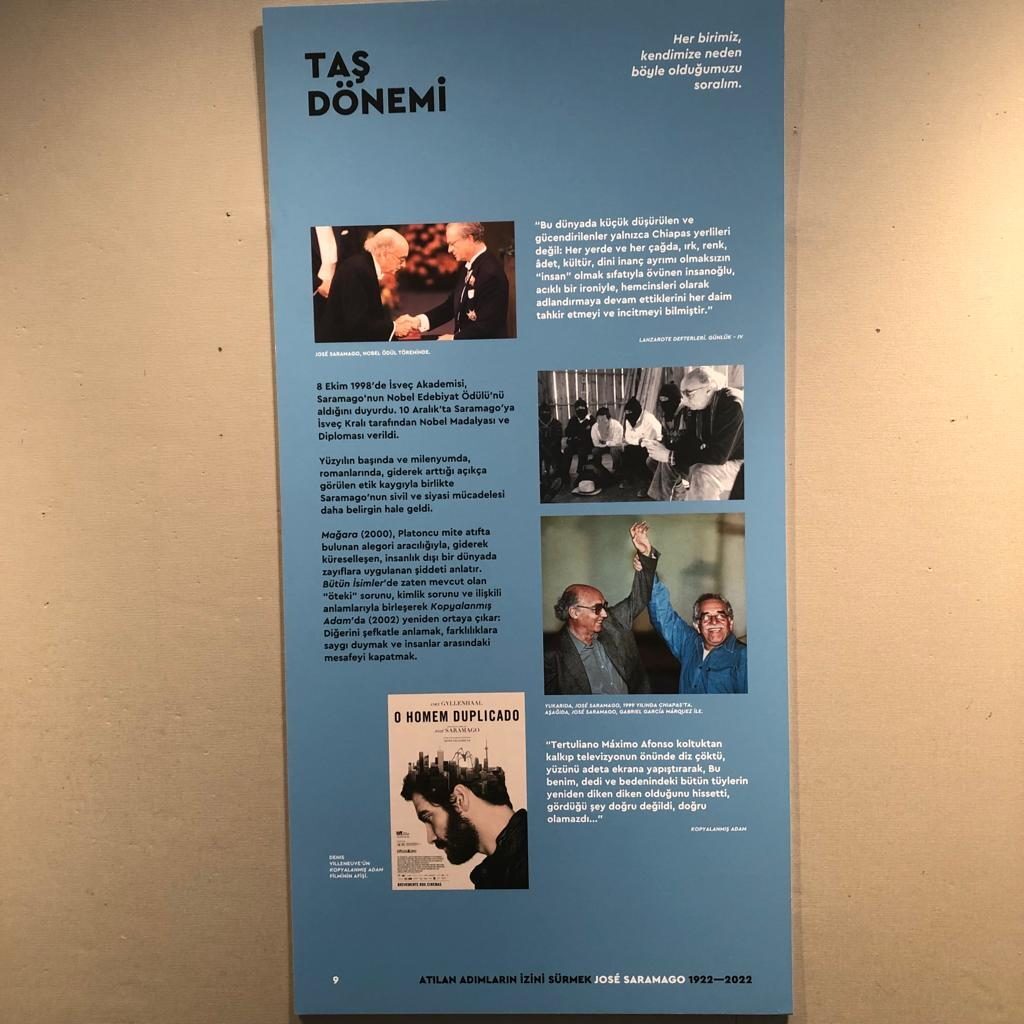 TAŞ
DÖNEMİ
Her birimiz,
kendimize neden
böyle olduğumuzu
soralım.
JOSÉ SARAMAGO, NOBEL ÖDÜL TÖRENİNDE.
8 Ekim 1998'de İsveç Akademisi,
Saramago'nun Nobel Edebiyat Ödülü'nü
aldığını duyurdu. 10 Aralık'ta Saramago'ya
İsveç Kralı tarafından Nobel Madalyası ve
Diploması verildi.
Yüzyılın başında ve milenyumda,
romanlarında, giderek arttığı açıkça
görülen etik kaygıyla birlikte
Saramago'nun sivil ve siyasi mücadelesi
daha belirgin hale geldi.
Mağara (2000), Platoncu mite atıfta
bulunan alegori aracılığıyla, giderek
küreselleşen, insanlık dışı bir dünyada
zayıflara uygulanan şiddeti anlatır.
Bütün İsimler'de zaten mevcut olan
"öteki" sorunu, kimlik sorunu ve ilişkili
anlamlarıyla birleşerek Kopyalanmış
Adam'da (2002) yeniden ortaya çıkar:
Diğerini şefkatle anlamak, farklılıklara
saygı duymak ve insanlar arasındaki
mesafeyi kapatmak.
GYLLENHAAL
O HOMEM DUPLICADO
JOSÉ SARAMAGO
BREVEMENTE NOS CINEMAS
DENIS
VILLENEUVE'ÜN
KOPYALANMIŞ ADAM
FİLMİNİN AFİŞİ.
"Bu dünyada küçük düşürülen ve
gücendirilenler yalnızca Chiapas yerlileri
değil: Her yerde ve her çağda, ırk, renk,
âdet, kültür, dini inanç ayrımı olmaksızın
"insan" olmak sıfatıyla övünen insanoğlu,
acıklı bir ironiyle, hemcinsleri olarak
adlandırmaya devam ettiklerini her daim
tahkir etmeyi ve incitmeyi bilmiştir."
LANZAROTE DEFTERLERİ. GÜNLÜK - IV
YUKARIDA, JOSÉ SARAMAGO, 1999 YILINDA CHIAPAS'TA.
AŞAĞIDA, JOSÉ SARAMAGO, GABRIEL GARCÍA MÁRQUEZ İLE.
"Tertuliano Máximo Afonso koltuktan
kalkıp televizyonun önünde diz çöktü,
yüzünü adeta ekrana yapıştırarak, Bu
benim, dedi ve bedenindeki bütün tüylerin
yeniden diken diken olduğunu hissetti,
gördüğü şey doğru değildi, doğru
olamazdı..."
KOPYALANMIŞ ADAM
9
ATILAN ADIMLARIN İZİNİ SÜRMEK JOSÉ SARAMAGO 1922—2022